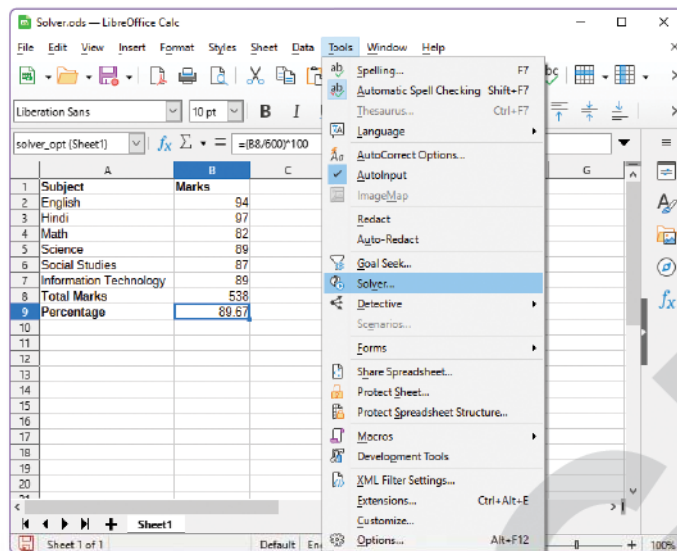 Solver.ods — LibreOffice Calc
File Edit View Insert Format Styles Sheet Data Tools Window Help
Liberation Sans 10 pt B I
solver_opt (Sheet1) fx Σ = =(B8/600)*100
A B C G
1 Subject Marks
2 English 94
3 Hindi 97
4 Math 82
5 Science 89
6 Social Studies 87
7 Information Technology 89
8 Total Marks 538
9 Percentage 89.67
10
11
12
13
14
15
16
17
18
19
20
Spelling... F7
Automatic Spell Checking Shift+F7
Thesaurus... Ctrl+F7
Language
AutoCorrect Options...
AutoInput
ImageMap
Redact
Auto-Redact
Goal Seek...
Solver...
Detective
Scenarios...
Forms
Share Spreadsheet...
Protect Sheet...
Protect Spreadsheet Structure...
Macros
Development Tools
XML Filter Settings...
Extensions... Ctrl+Alt+E
Customize...
Options... Alt+F12
Sheet1
Sheet 1 of 1 Default 100%